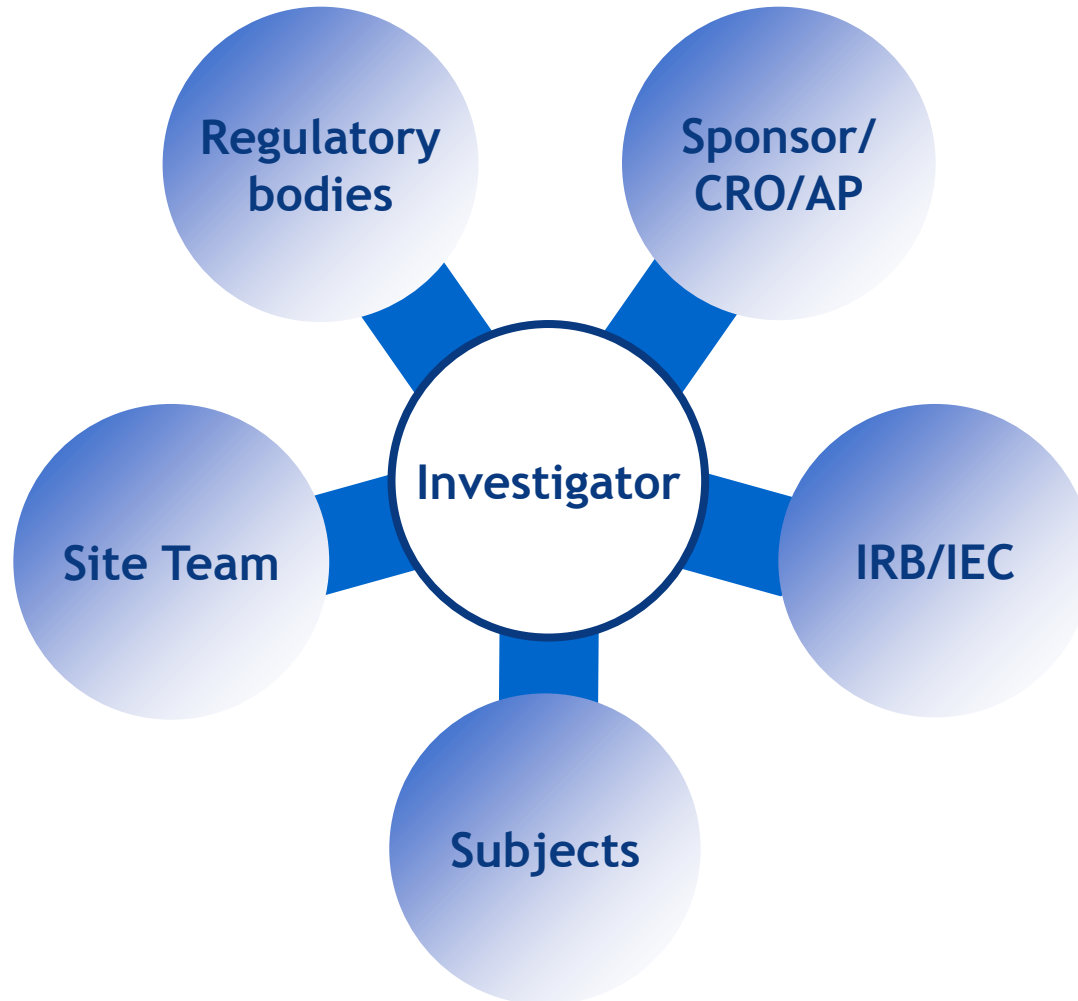 Regulatory
bodies
Sponsor/
CRO/AP
Investigator
Site Team
IRB/IEC
Subjects